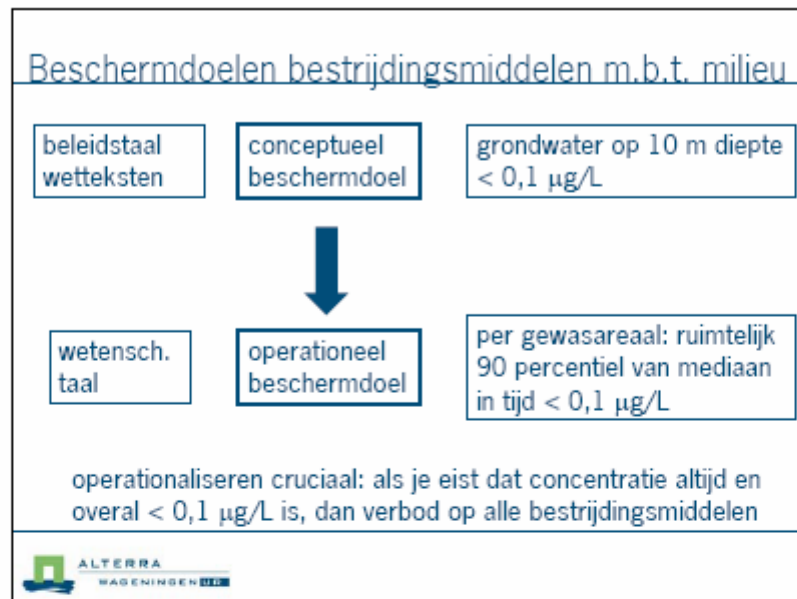 Beschermdoelen bestrijdingsmiddelen m.b.t. milieu
beleidstaal
wetteksten
conceptueel
beschermdoel
grondwater op 10 m diepte
< 0,1 µg/L
wetensch.
taal
operationeel
beschermdoel
per gewasareaal: ruimtelijk
90 percentiel van mediaan
in tijd < 0,1 µg/L
operationaliseren cruciaal: als je eist dat concentratie altijd en
overal < 0,1 µg/L is, dan verbod op alle bestrijdingsmiddelen
ALTERRA
WAGENINGEN UR